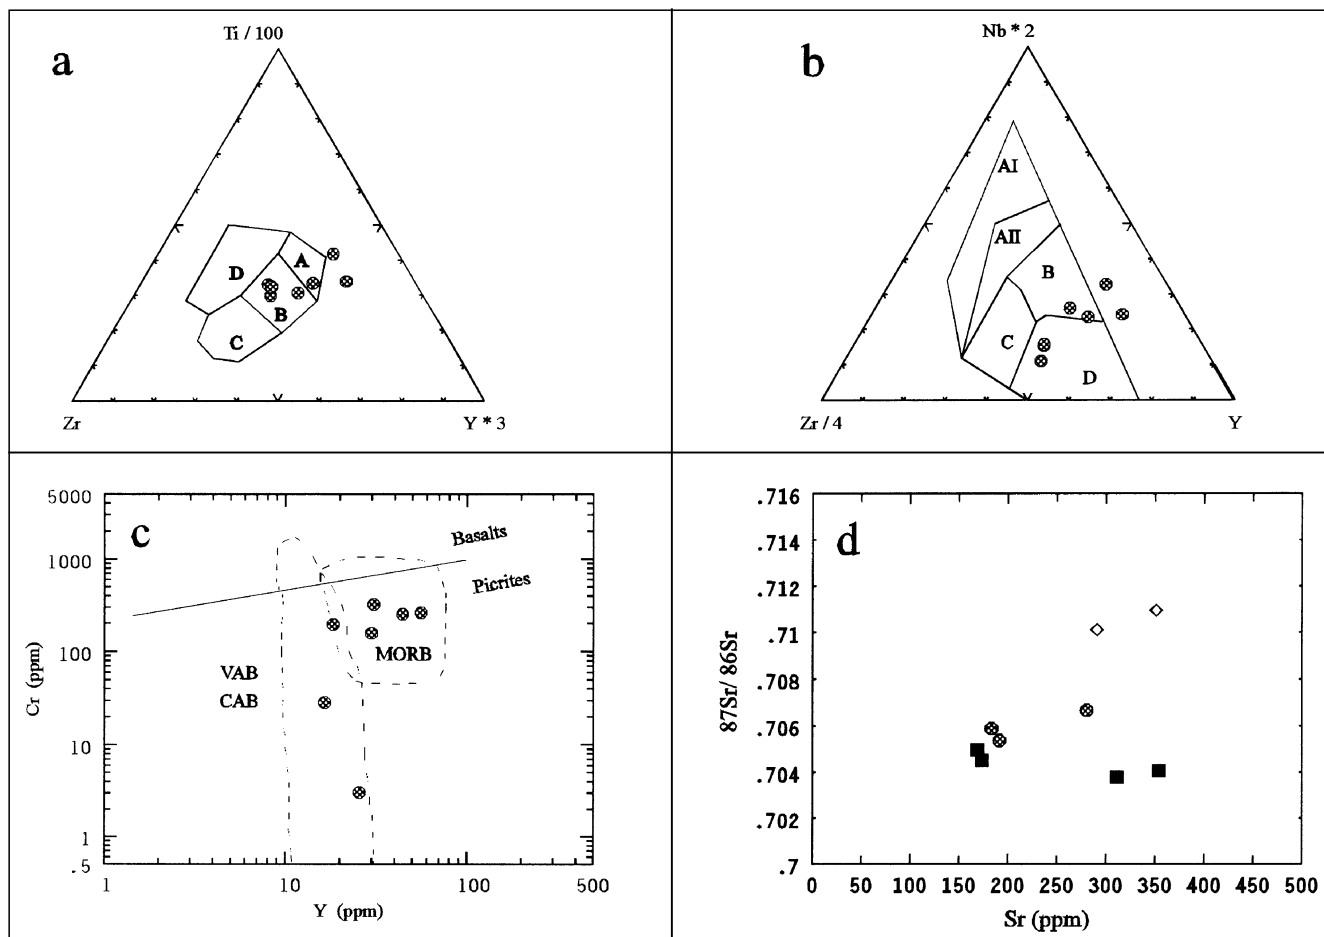 a
Ti / 100
D
A
B
C
Zr
Y * 3
b
Nb * 2
AI
AII
B
C
D
Zr / 4
Y
c
5000
1000
100
10
1
.5
Cr (ppm)
Basalts
Picrites
VAB
CAB
MORB
1
10
100
500
Y (ppm)
d
.716
.714
.712
.71
.708
.706
.704
.702
.7
87Sr/ 86Sr
0 50 100 150 200 250 300 350 400 450 500
Sr (ppm)